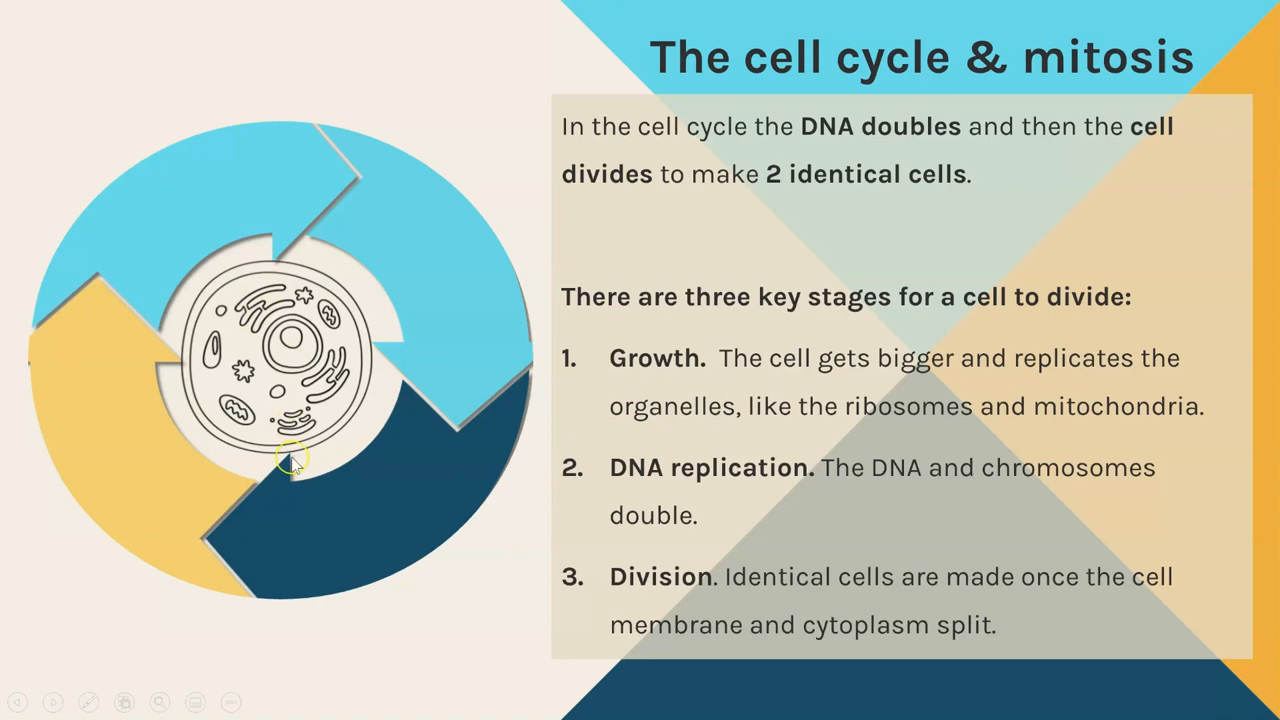 The cell cycle & mitosis
In the cell cycle the DNA doubles and then the cell
divides to make 2 identical cells.
There are three key stages for a cell to divide:
1. Growth. The cell gets bigger and replicates the
organelles, like the ribosomes and mitochondria.
2. DNA replication. The DNA and chromosomes
double.
3. Division. Identical cells are made once the cell
membrane and cytoplasm split.